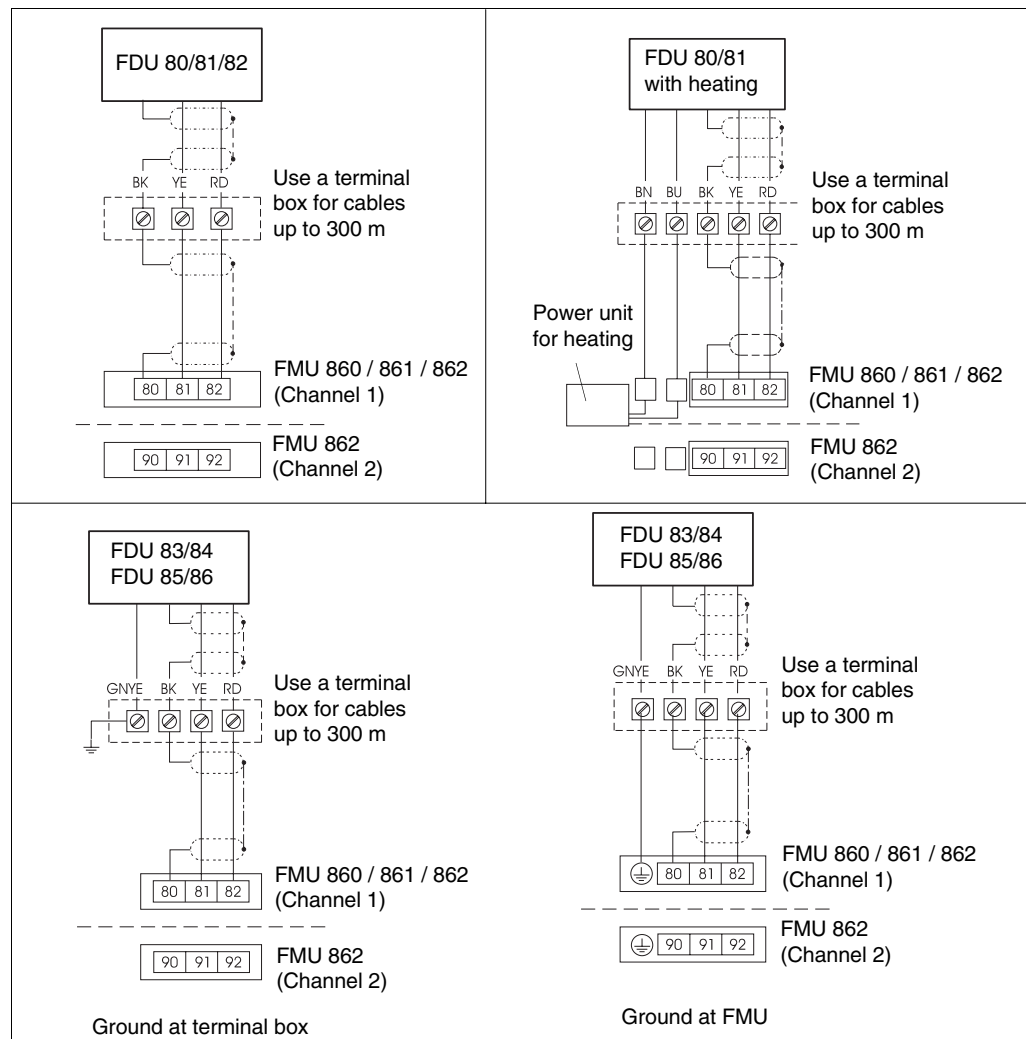 FDU 80/81/82
BK YE RD
Use a terminal
box for cables
up to 300 m
80 81 82
FMU 860 / 861 / 862
(Channel 1)
90 91 92
FMU 862
(Channel 2)
FDU 80/81
with heating
BN BU BK YE RD
Use a terminal
box for cables
up to 300 m
Power unit
for heating
80 81 82
FMU 860 / 861 / 862
(Channel 1)
90 91 92
FMU 862
(Channel 2)
FDU 83/84
FDU 85/86
GNYE BK YE RD
Use a terminal
box for cables
up to 300 m
80 81 82
FMU 860 / 861 / 862
(Channel 1)
90 91 92
FMU 862
(Channel 2)
Ground at terminal box
FDU 83/84
FDU 85/86
GNYE BK YE RD
Use a terminal
box for cables
up to 300 m
80 81 82
FMU 860 / 861 / 862
(Channel 1)
90 91 92
FMU 862
(Channel 2)
Ground at FMU